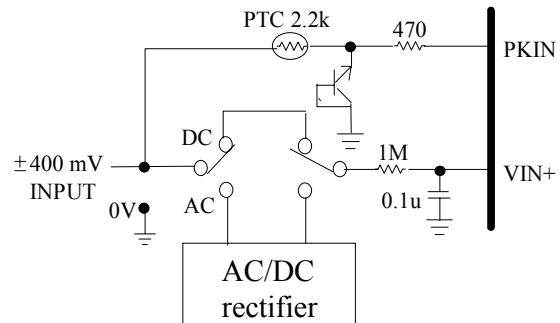 PTC 2.2k
470
PKIN
DC
±400 mV
INPUT
1M
VIN+
0V
AC
0.1u
AC/DC
rectifier